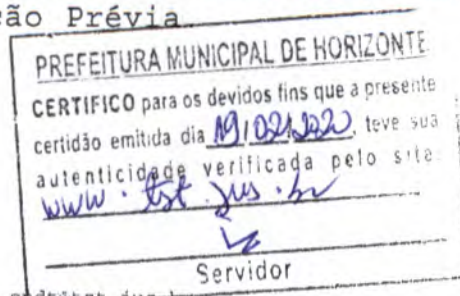 ção Prévia
PREFEITURA MUNICIPAL DE HORIZONTE
CERTIFICO para os devidos fins que a presente
certidão emitida dia 19/02/2020, teve sua
autenticidade verificada pelo site:
www.tst.jus.br
Servidor